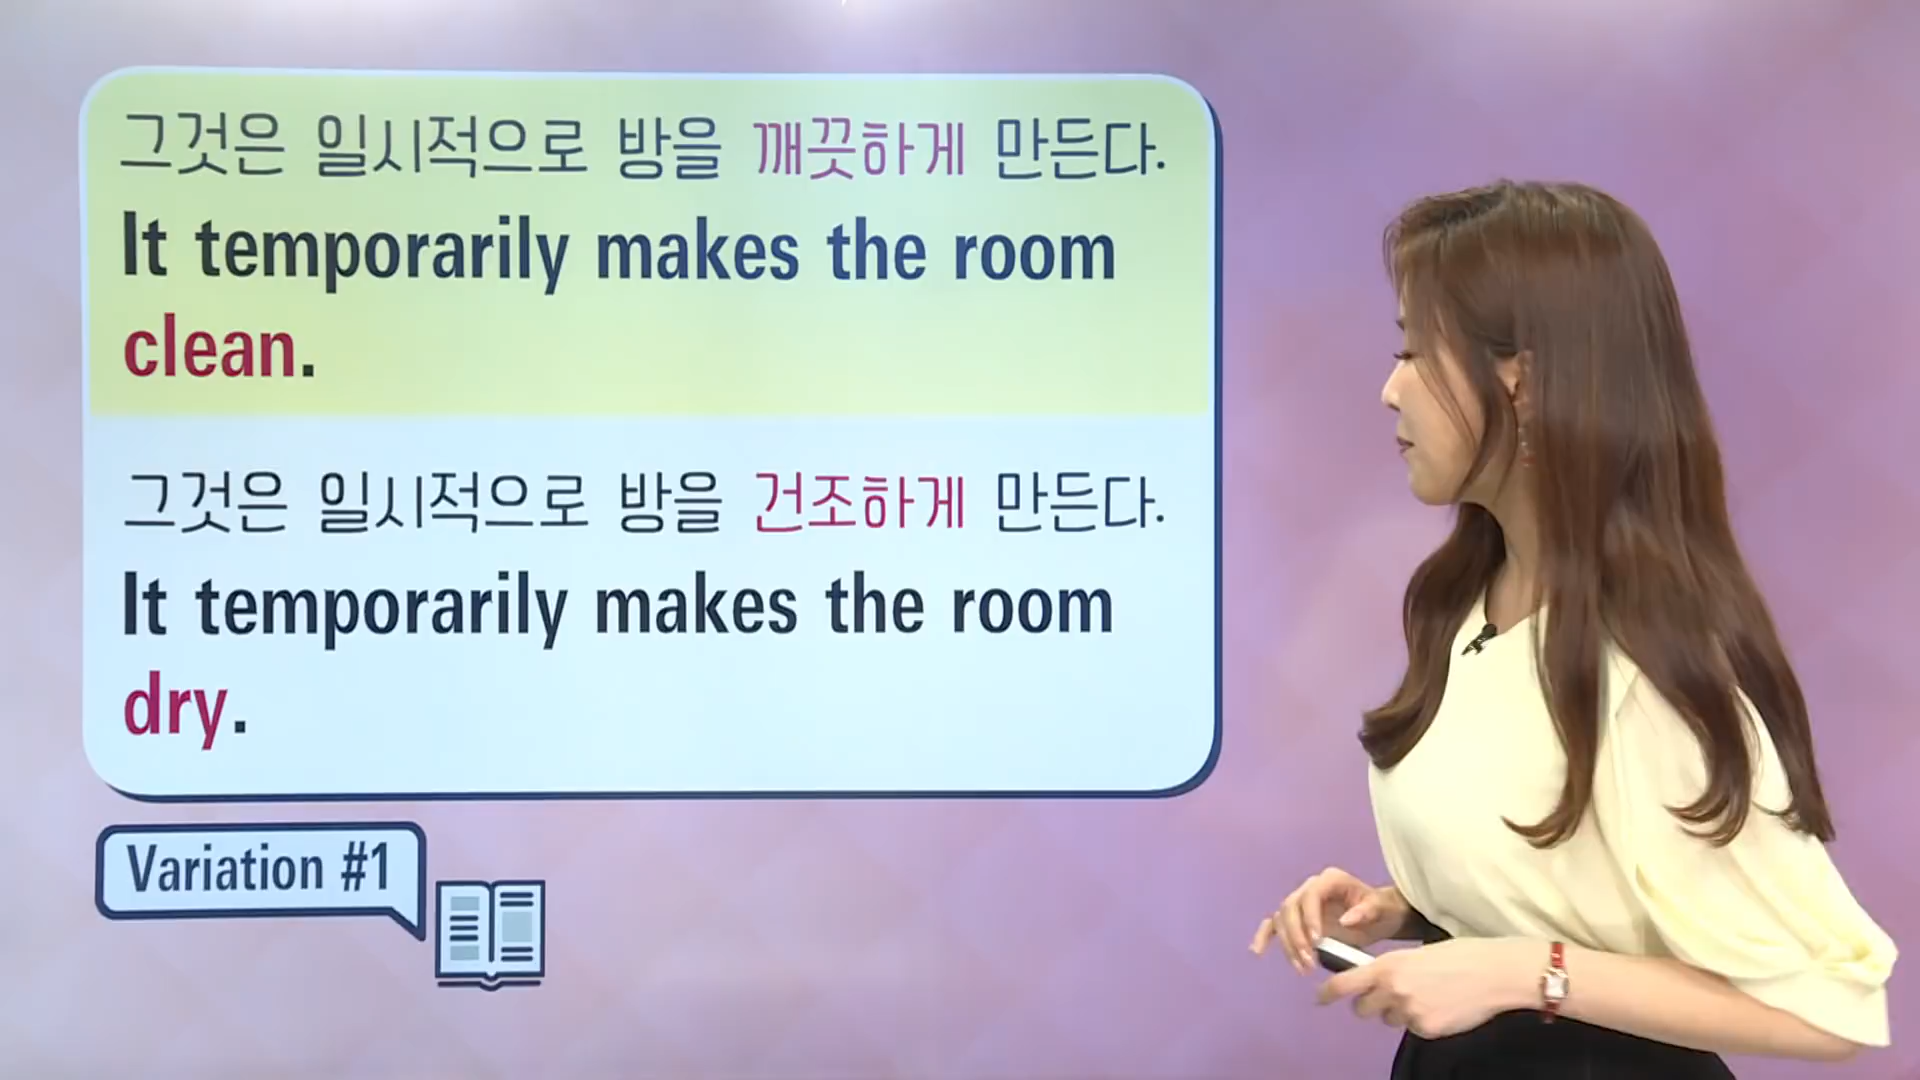 그것은 일시적으로 방을 깨끗하게 만든다.
It temporarily makes the room
clean.
그것은 일시적으로 방을 건조하게 만든다.
It temporarily makes the room
dry.
Variation #1